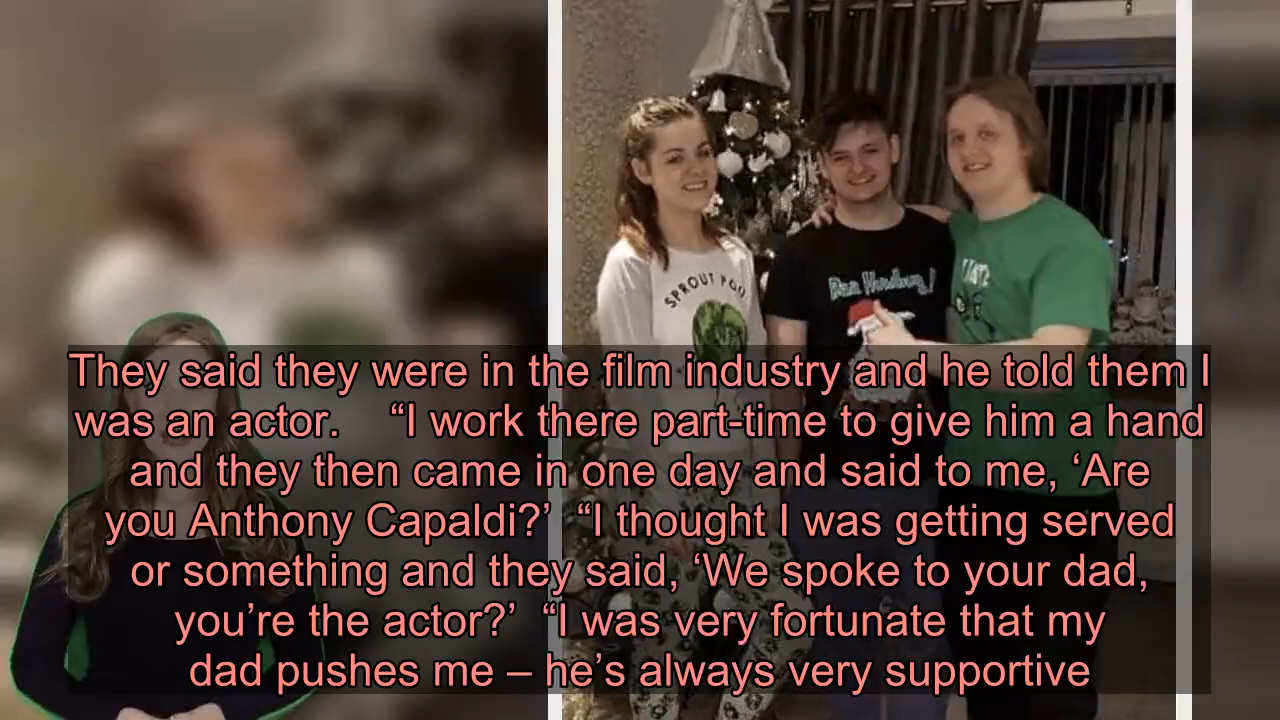 SPROUT
They said they were in the film industry and he told them I
was an actor. “I work there part-time to give him a hand
and they then came in one day and said to me, ‘Are
you Anthony Capaldi?’ “I thought I was getting served
or something and they said, ‘We spoke to your dad,
you’re the actor?’ “I was very fortunate that my
dad pushes me – he’s always very supportive